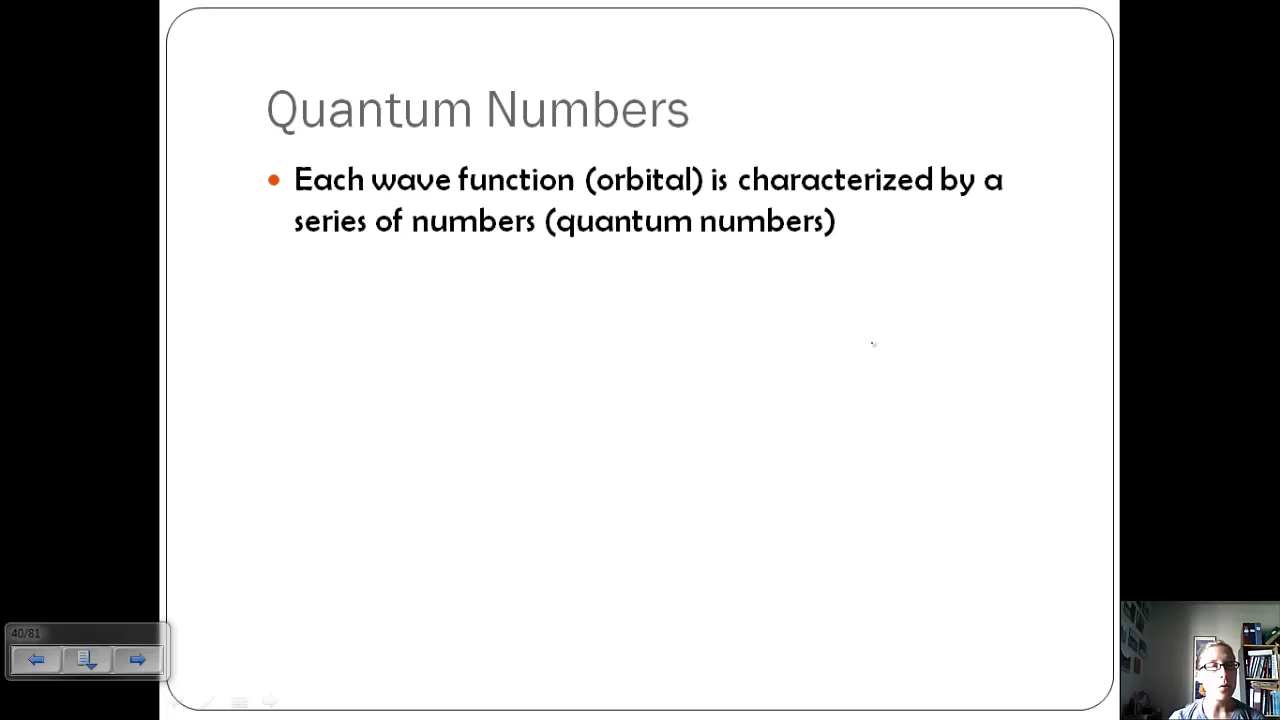 Quantum Numbers
Each wave function (orbital) is characterized by a
series of numbers (quantum numbers)
40/81